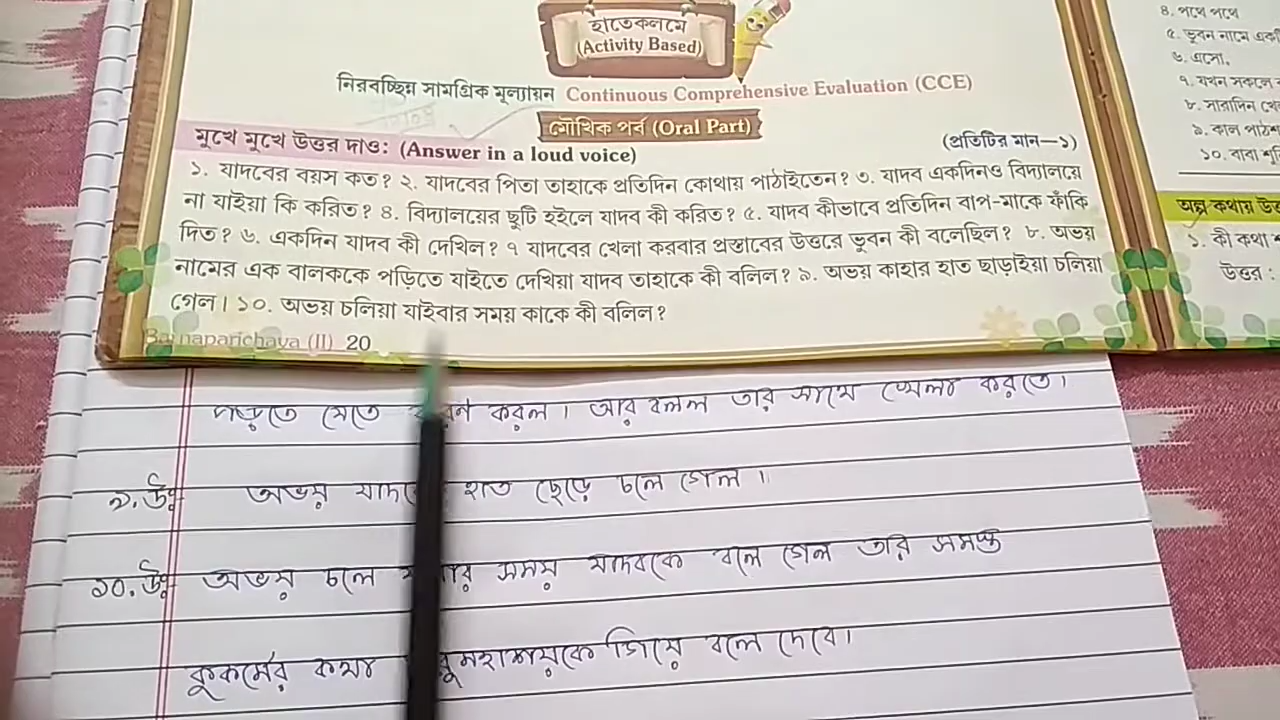 হাতেকলমে
(Activity Based)
নিরবচ্ছিন্ন সামগ্রিক মূল্যায়ন Continuous Comprehensive Evaluation (CCE)
মৌখিক পর্ব (Oral Part)
মুখে মুখে উত্তর দাও: (Answer in a loud voice) (প্রতিটির মান—১)
১. যাদবের বয়স কত? ২. যাদবের পিতা তাহাকে প্রতিদিন কোথায় পাঠাইতেন? ৩. যাদব একদিনও বিদ্যালয়ে
না যাইয়া কি করিত? ৪. বিদ্যালয়ের ছুটি হইলে যাদব কী করিত? ৫. যাদব কীভাবে প্রতিদিন বাপ-মাকে ফাঁকি
দিত? ৬. একদিন যাদব কী দেখিল? ৭ যাদবের খেলা করবার প্রস্তাবের উত্তরে ভুবন কী বলেছিল? ৮. অভয়
নামের এক বালককে পড়িতে যাইতে দেখিয়া যাদব তাহাকে কী বলিল? ৯. অভয় কাহার হাত ছাড়াইয়া চলিয়া
গেল। ১০. অভয় চলিয়া যাইবার সময় কাকে কী বলিল?
Barnaparichaya (II) 20
৪. পথে পথে
৫. ভুবন নামে
৬. এসো,
৭. যখন সকলে
৮. সারাদিন
৯. কাল
১০. বাবা
অল্প কথায়
১. কী কথা
উত্তর :
পড়তে যেতে করল। আর বলল তার সাথে খেলা করতে।
৯.উঃ অভয় হাত ছেড়ে চলে গেল।
১০.উঃ অভয় চলে সময় যাদবকে বলে গেল তার সমস্ত
কুকর্মের কথা গিয়ে বলে দেবে।